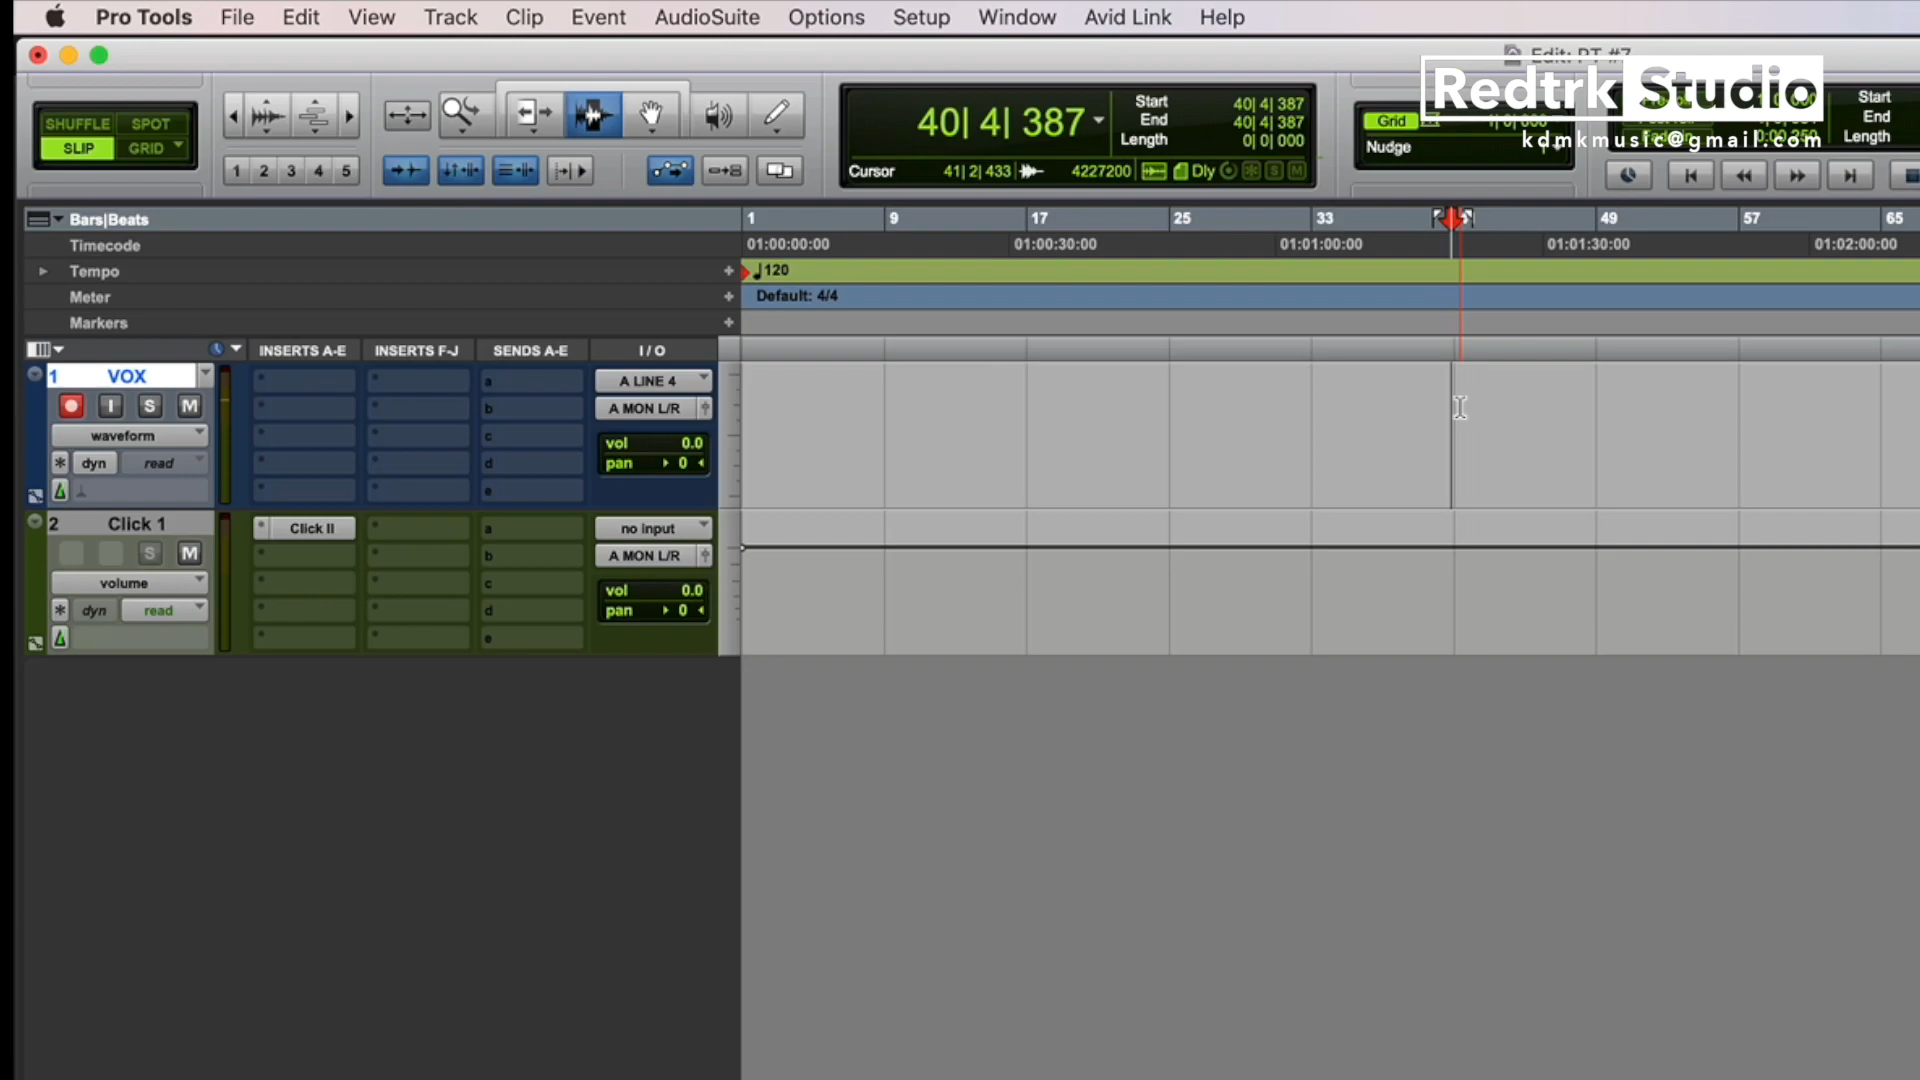 Pro Tools File Edit View Track Clip Event AudioSuite Options Setup Window Avid Link Help
Edit: PT #7
Redtrk Studio
kdmkmusic@gmail.com
SHUFFLE SPOT
SLIP GRID
1 2 3 4 5
40| 4| 387
Start 40| 4| 387
End 40| 4| 387
Length 0| 0| 000
Cursor 41| 2| 433 4227200 Dly S M
Grid
Nudge
Start
End
Length
Bars|Beats 1 9 17 25 33 49 57 65
Timecode 01:00:00:00 01:00:30:00 01:01:00:00 01:01:30:00 01:02:00:00
Tempo + 120
Meter + Default: 4/4
Markers +
INSERTS A-E INSERTS F-J SENDS A-E I / O
1 VOX
I S M
waveform
* dyn read
a
b
c
d
e
A LINE 4
A MON L/R
vol 0.0
pan 0
2 Click 1
S M
volume
* dyn read
Click II
a
b
c
d
e
no input
A MON L/R
vol 0.0
pan 0